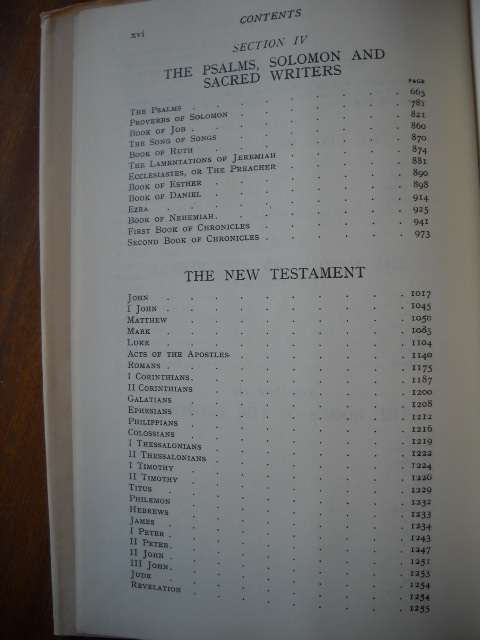 xvi CONTENTS
SECTION IV
THE PSALMS, SOLOMON AND
SACRED WRITERS
PAGE
THE PSALMS . . . . . . . 663
PROVERBS OF SOLOMON . . . . . . 781
BOOK OF JOB . . . . . . . 821
THE SONG OF SONGS . . . . . . 860
BOOK OF RUTH . . . . . . . 870
THE LAMENTATIONS OF JEREMIAH . . . . . 874
ECCLESIASTES, OR THE PREACHER . . . . . 881
BOOK OF ESTHER . . . . . . . 890
BOOK OF DANIEL . . . . . . . 898
EZRA . . . . . . . . 914
BOOK OF NEHEMIAH . . . . . . . 925
FIRST BOOK OF CHRONICLES . . . . . . 941
SECOND BOOK OF CHRONICLES . . . . . . 973
THE NEW TESTAMENT
JOHN . . . . . . . . . 1017
I JOHN . . . . . . . . . 1045
MATTHEW . . . . . . . . 1050
MARK . . . . . . . . . 1083
LUKE . . . . . . . . . 1104
ACTS OF THE APOSTLES . . . . . . 1140
ROMANS . . . . . . . . . 1175
I CORINTHIANS . . . . . . . . 1187
II CORINTHIANS . . . . . . . 1200
GALATIANS . . . . . . . . 1208
EPHESIANS . . . . . . . . 1212
PHILIPPIANS . . . . . . . . 1216
COLOSSIANS . . . . . . . . 1219
I THESSALONIANS . . . . . . . 1222
II THESSALONIANS . . . . . . . 1224
I TIMOTHY . . . . . . . . 1226
II TIMOTHY . . . . . . . . 1229
TITUS . . . . . . . . . 1232
PHILEMON . . . . . . . . 1233
HEBREWS . . . . . . . . 1234
JAMES . . . . . . . . . 1243
I PETER . . . . . . . . . 1247
II PETER . . . . . . . . . 1251
II JOHN . . . . . . . . . 1253
III JOHN . . . . . . . . . 1254
JUDE . . . . . . . . . 1254
REVELATION . . . . . . . . 1255